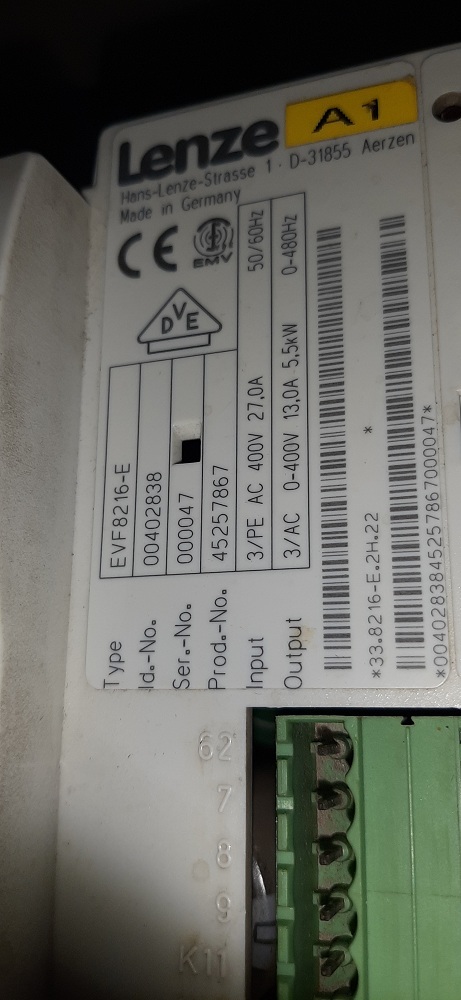 Lenze
A1
Hans-Lenze-Strasse 1 · D-31855 Aerzen
Made in Germany
CE
EMV
DVE
Type EVF8216-E
Id.-No. 00402838
Ser.-No. 000047
Prod.-No. 45257867
Input 3/PE AC 400V 27,0A 50/60Hz
Output 3/AC 0-400V 13,0A 5,5kW 0-480Hz
*33.8216-E.2H.22 *
*0040283845257867000047*
62
7
8
9
K11